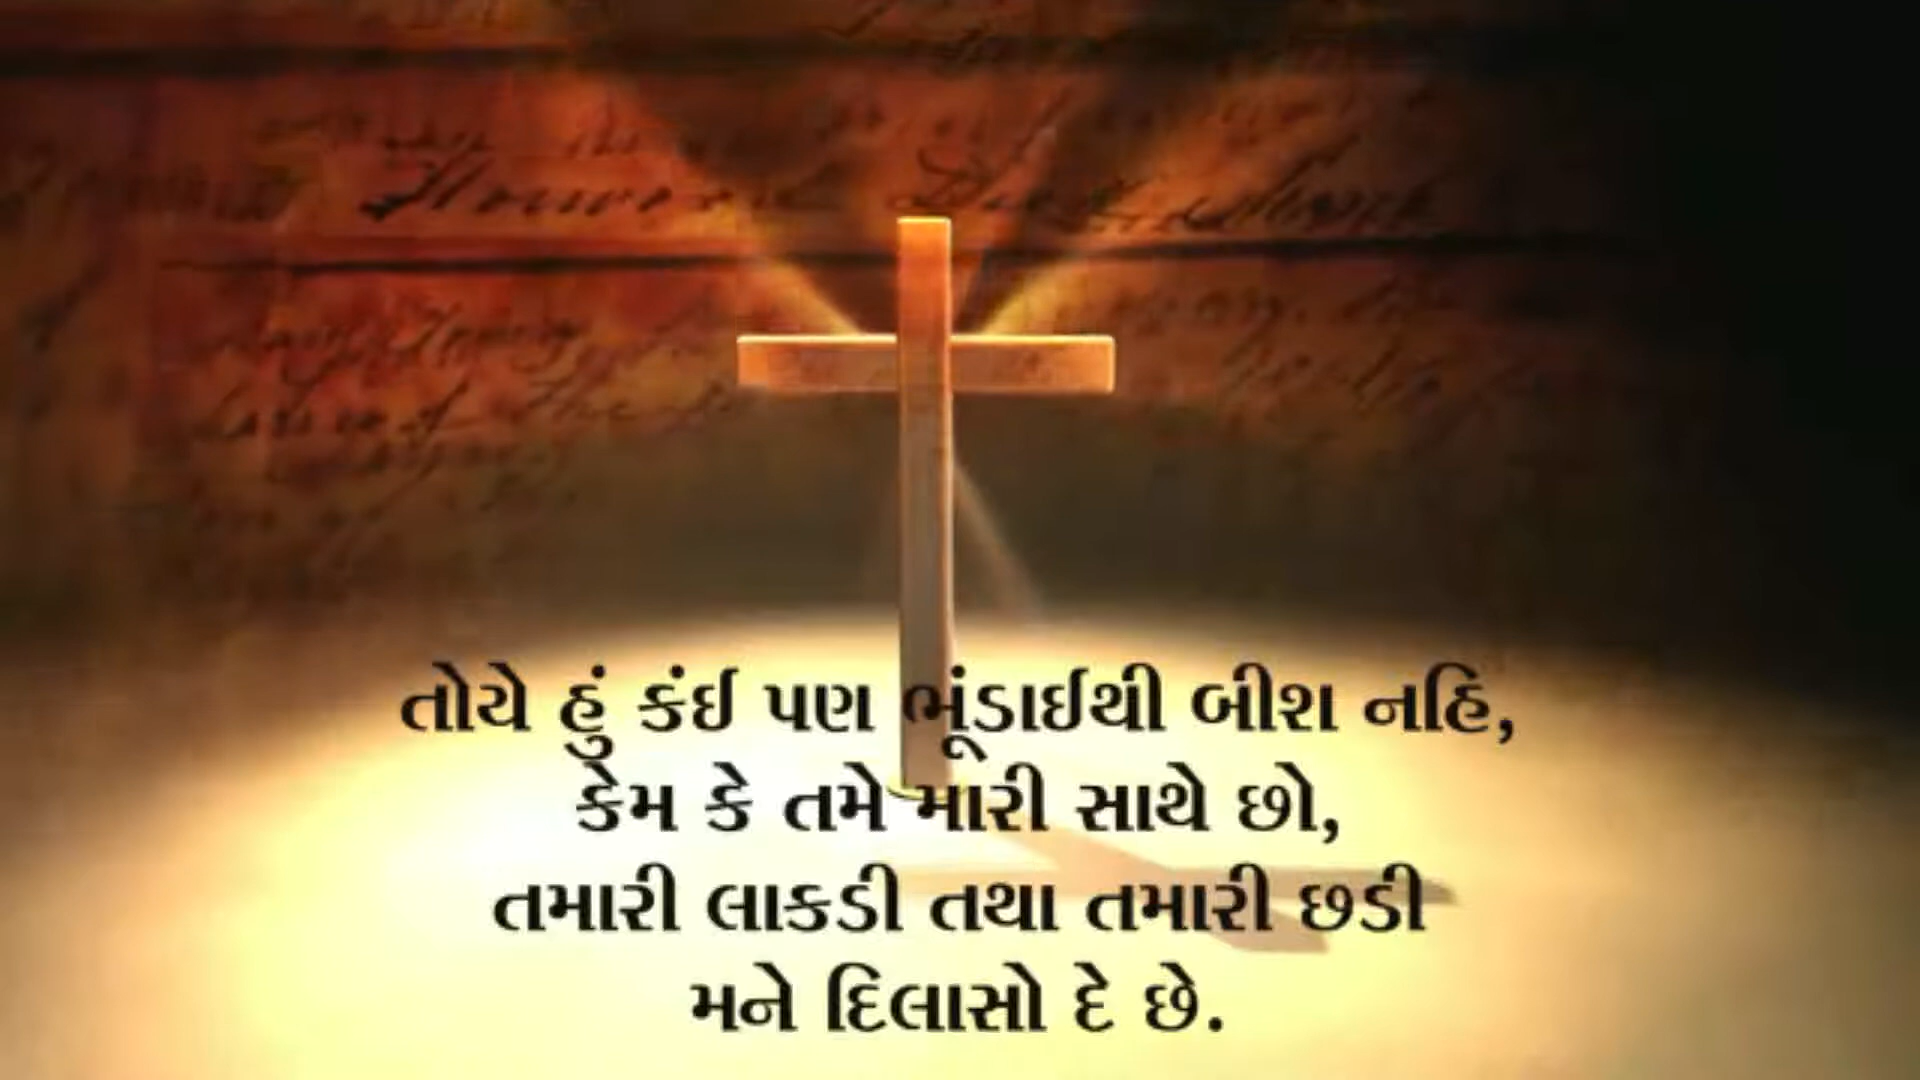 તોયે હું કંઈ પણ ભૂંડાઈથી બીશ નહિ,
કેમ કે તમે મારી સાથે છો,
તમારી લાકડી તથા તમારી છડી
મને દિલાસો દે છે.